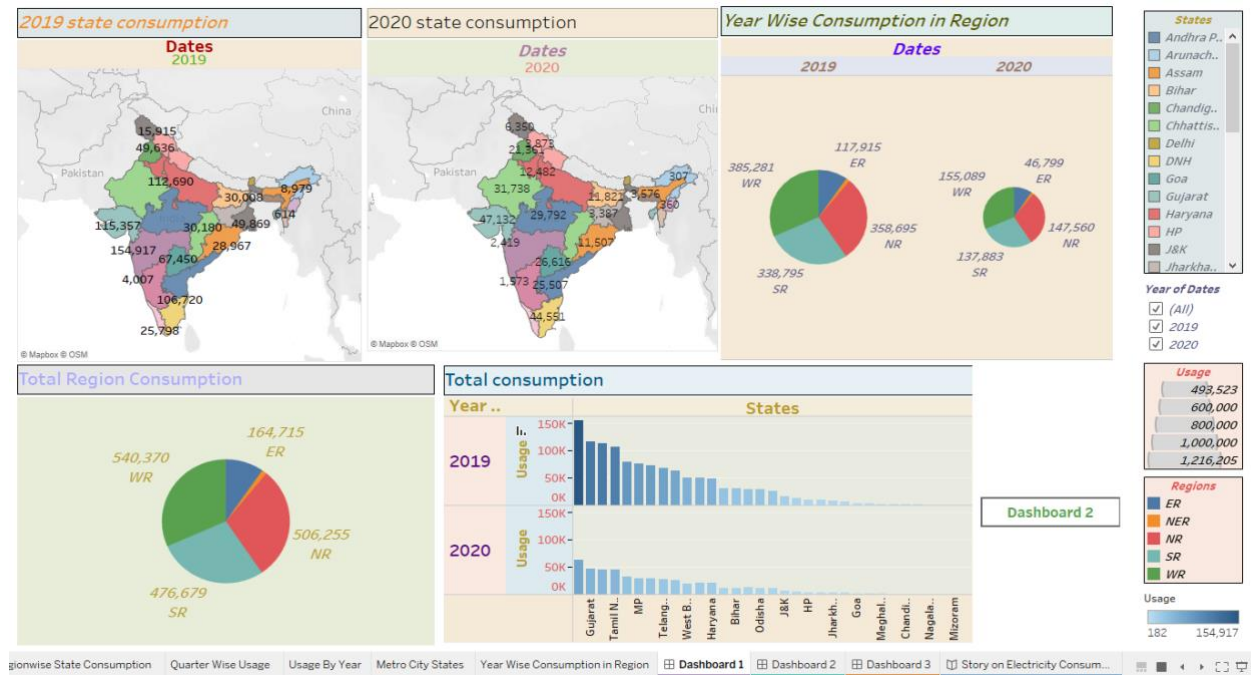 2019 state consumption
Dates
2019
China
15,915
49,636
Pakistan
112,690
8,979
30,008
614
115,357
30,180
49,869
28,967
154,917
67,450
4,007
106,720
25,798
© Mapbox © OSM
2020 state consumption
Dates
2020
Chi
6,350
3,873
21,361
Pakistan
12,482
307
31,738
11,821
3,576
360
47,132
29,792
3,387
2,419
11,507
26,616
1,573
25,507
44,551
© Mapbox © OSM
Year Wise Consumption in Region
Dates
2019
2020
117,915
ER
385,281
WR
358,695
NR
338,795
SR
46,799
ER
155,089
WR
147,560
NR
137,883
SR
States
Andhra P..
Arunach..
Assam
Bihar
Chandig..
Chhattis..
Delhi
DNH
Goa
Gujarat
Haryana
HP
J&K
Jharkha..
Year of Dates
(All)
2019
2020
Usage
493,523
600,000
800,000
1,000,000
1,216,205
Regions
ER
NER
NR
SR
WR
Usage
182 154,917
Total Region Consumption
164,715
ER
540,370
WR
506,255
NR
476,679
SR
Total consumption
Year ..
States
2019
Usage
150K
100K
50K
0K
2020
Usage
150K
100K
50K
0K
Gujarat
Tamil N..
MP
Telang..
West B..
Haryana
Bihar
Odisha
J&K
HP
Jharkh..
Goa
Meghal..
Chandi..
Nagala..
Mizoram
Dashboard 2
gionwise State Consumption
Quarter Wise Usage
Usage By Year
Metro City States
Year Wise Consumption in Region
Dashboard 1
Dashboard 2
Dashboard 3
Story on Electricity Consum...